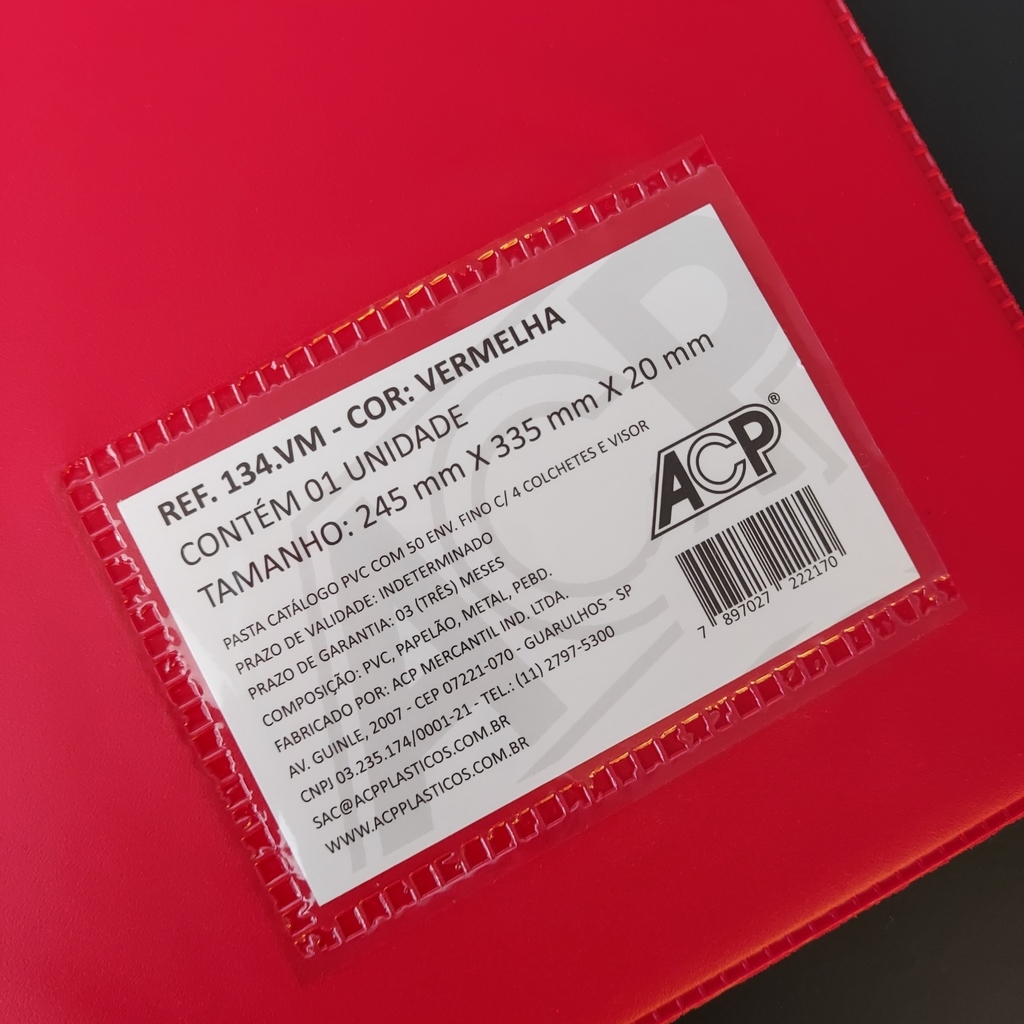 REF. 134.VM - COR: VERMELHA
CONTÉM 01 UNIDADE
TAMANHO: 245 mm X 335 mm X 20 mm
PASTA CATÁLOGO PVC COM 50 ENV. FINO C/ 4 COLCHETES E VISOR
PRAZO DE VALIDADE: INDETERMINADO
PRAZO DE GARANTIA: 03 (TRÊS) MESES
COMPOSIÇÃO: PVC, PAPELÃO, METAL, PEBD.
FABRICADO POR: ACP MERCANTIL IND. LTDA.
AV. GUINLE, 2007 - CEP 07221-070 - GUARULHOS - SP
CNPJ 03.235.174/0001-21 - TEL.: (11) 2797-5300
SAC@ACPPLASTICOS.COM.BR
WWW.ACPPLASTICOS.COM.BR
ACP®
7 897027 222170